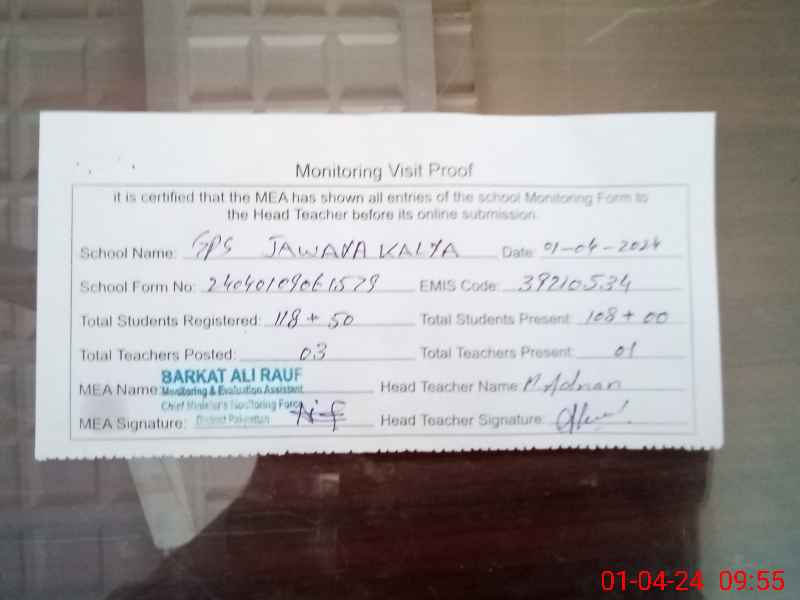 Monitoring Visit Proof
it is certified that the MEA has shown all entries of the school Monitoring Form to
the Head Teacher before its online submission.
School Name: GPS JAWAYA KALYA Date: 01-04-2024
School Form No: 24040109061579 EMIS Code: 39210534
Total Students Registered: 118 + 50 Total Students Present: 108 + 00
Total Teachers Posted: 03 Total Teachers Present: 01
MEA Name: BARKAT ALI RAUF Head Teacher Name M. Adnan
Monitoring & Evaluation Assistant
Chief Minister's Monitoring Force
District Pakpattan
MEA Signature: Head Teacher Signature:
01-04-24 09:55